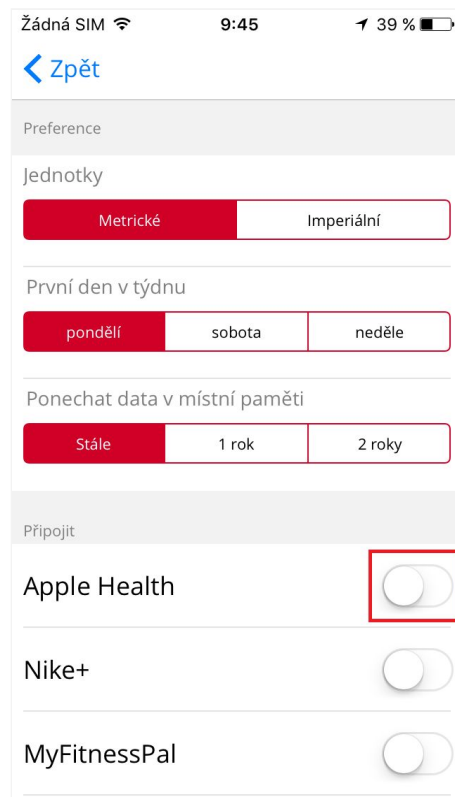 Žádná SIM 9:45 39 %
Zpět
Preference
Jednotky
Metrické Imperiální
První den v týdnu
pondělí sobota neděle
Ponechat data v místní paměti
Stále 1 rok 2 roky
Připojit
Apple Health
Nike+
MyFitnessPal